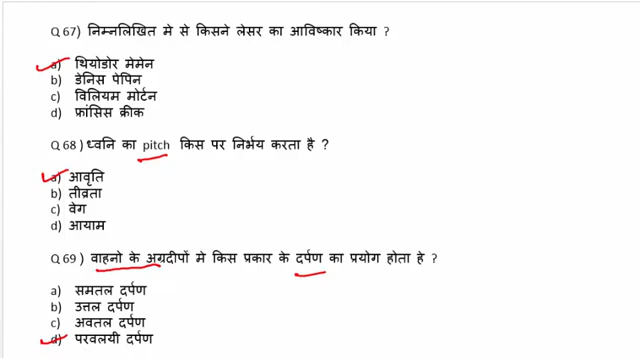 Q 67) निम्नलिखित मे से किसने लेसर का आविष्कार किया ?
a) थियोडोर मेमेन
b) डेनिस पेपिन
c) विलियम मोर्टन
d) फ्रांसिस क्रीक
Q 68 ) ध्वनि का pitch किस पर निर्भय करता है ?
a) आवृति
b) तीव्रता
c) वेग
d) आयाम
Q 69 ) वाहनो के अग्रदीपों मे किस प्रकार के दर्पण का प्रयोग होता हे ?
a) समतल दर्पण
b) उत्तल दर्पण
c) अवतल दर्पण
d) परवलयी दर्पण